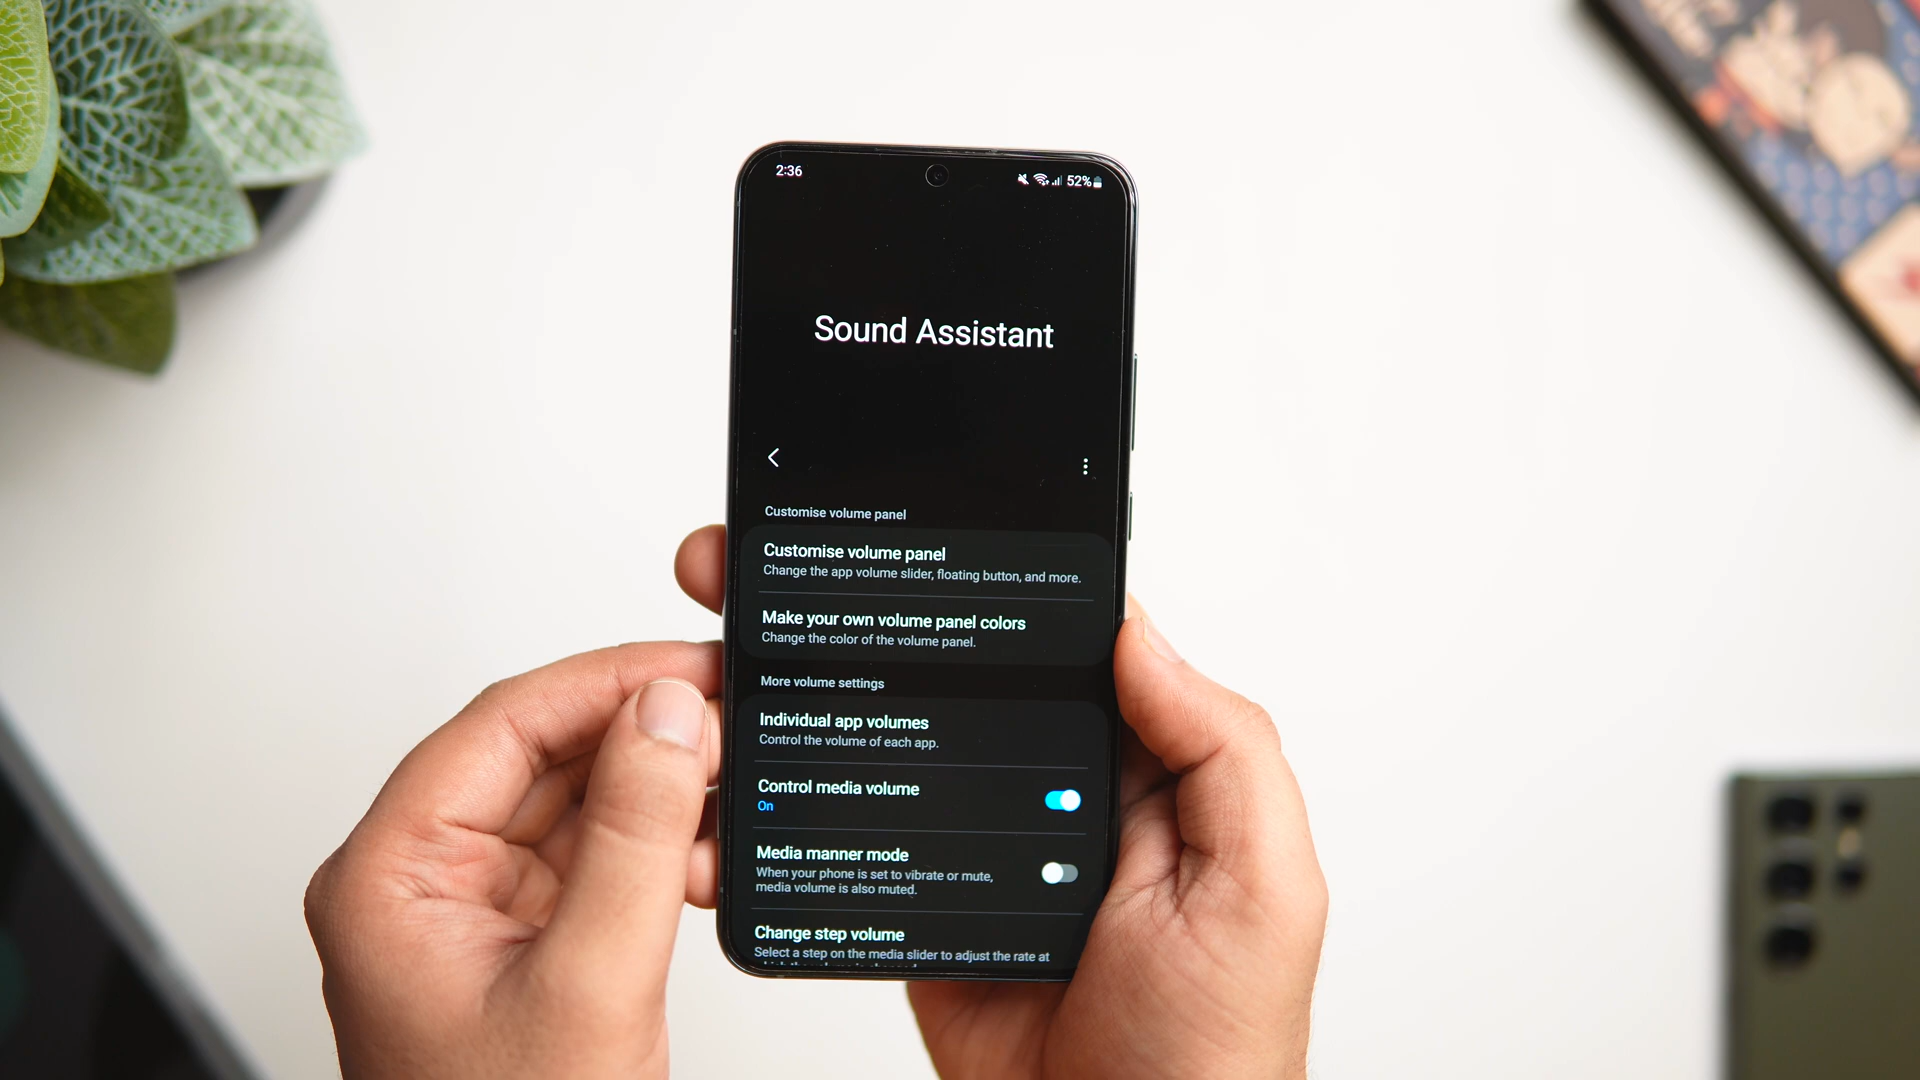 2:36
52%
Sound Assistant
Customise volume panel
Customise volume panel
Change the app volume slider, floating button, and more.
Make your own volume panel colors
Change the color of the volume panel.
More volume settings
Individual app volumes
Control the volume of each app.
Control media volume
On
Media manner mode
When your phone is set to vibrate or mute,
media volume is also muted.
Change step volume
Select a step on the media slider to adjust the rate at